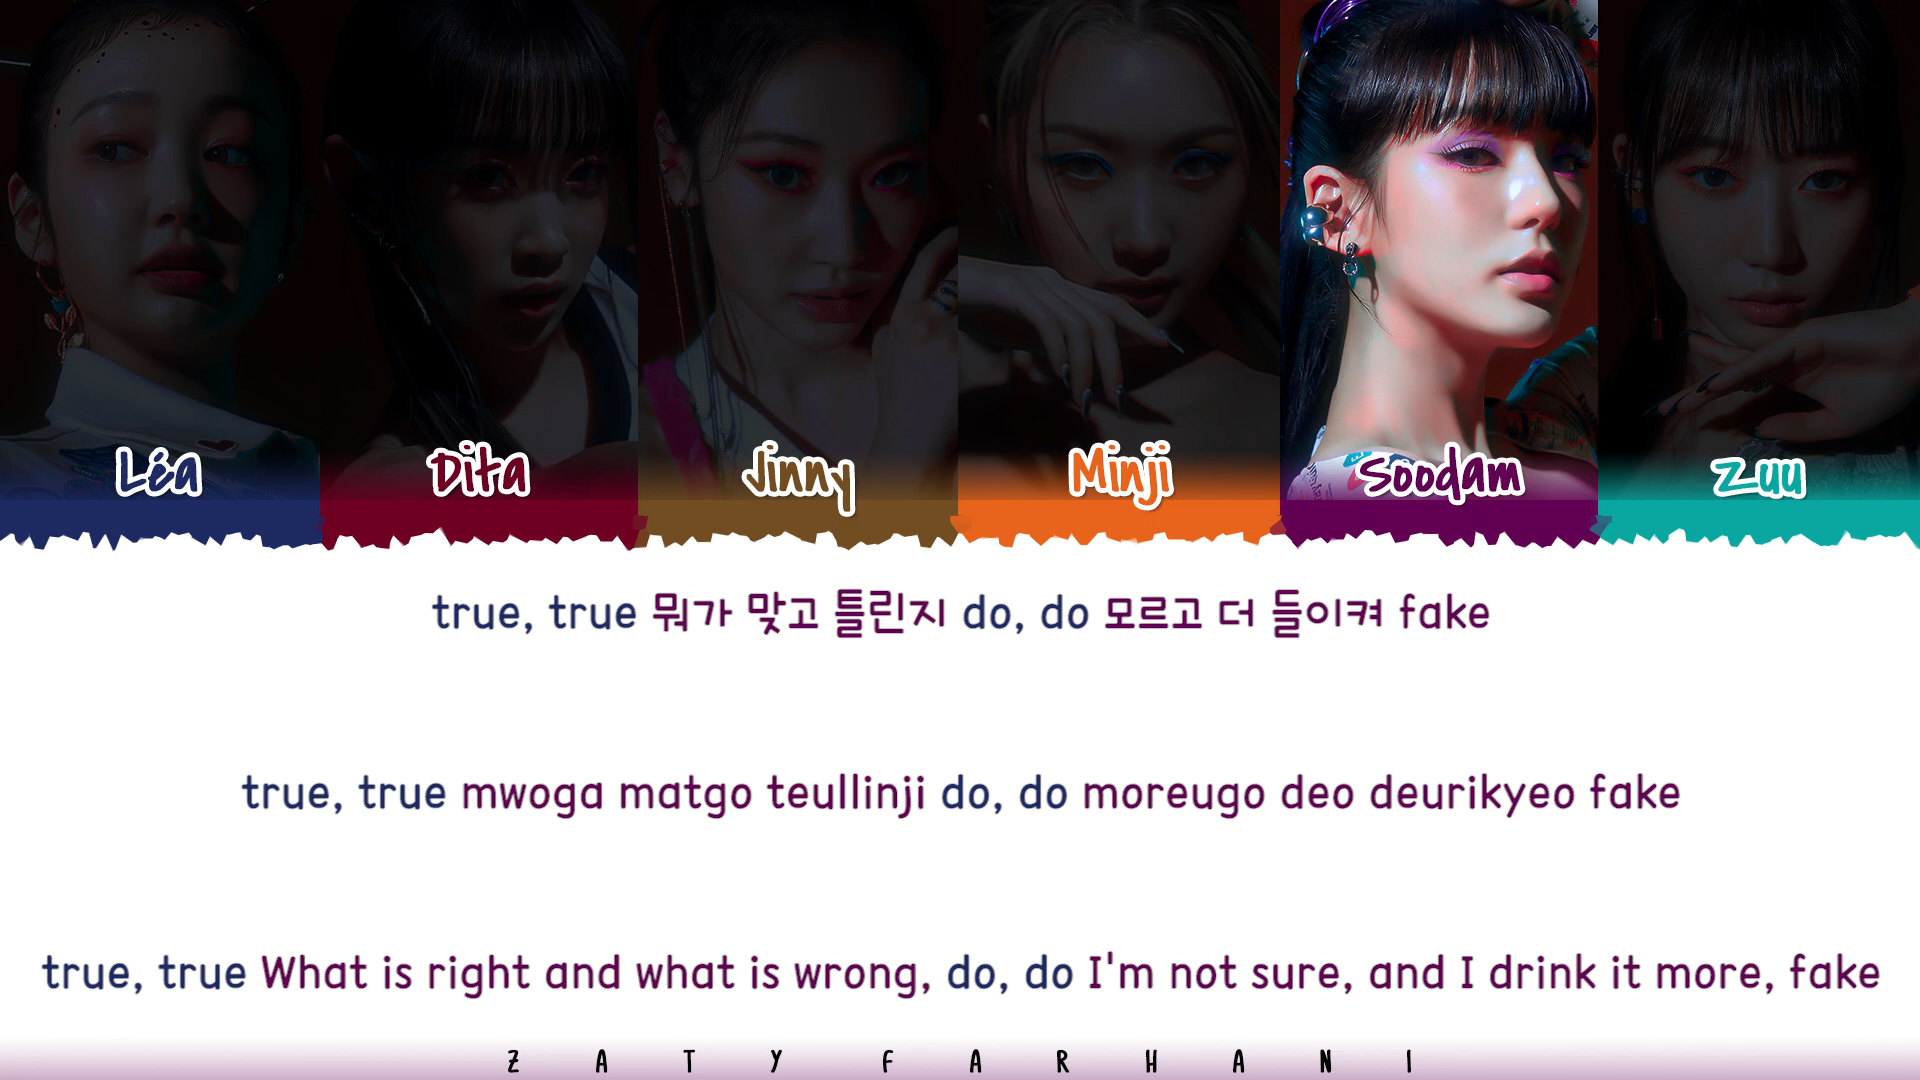 Léa
Dita
Jinny
Minji
Soodam
Zuu
true, true 뭐가 맞고 틀린지 do, do 모르고 더 들이켜 fake
true, true mwoga matgo teullinji do, do moreugo deo deurikyeo fake
true, true What is right and what is wrong, do, do I'm not sure, and I drink it more, fake
ZATY FARHANI